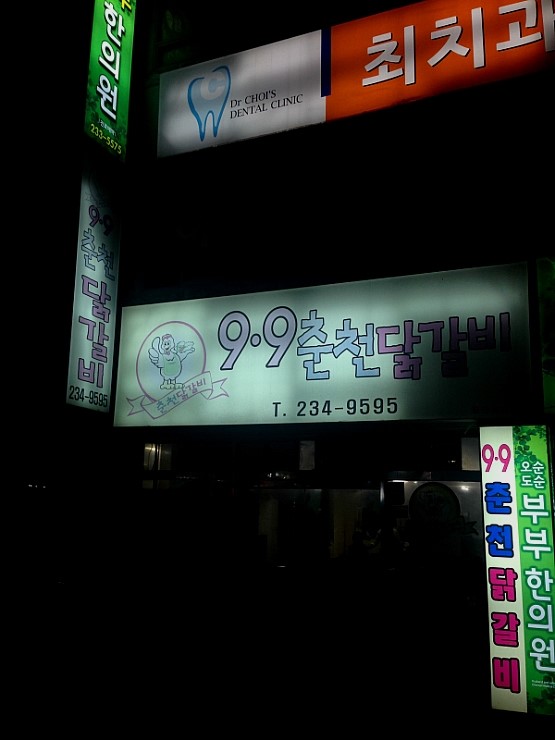 한의원
233-5575
Dr CHOI'S
DENTAL CLINIC
최치과
9·9
춘천
닭갈비
234-9595
9·9춘천닭갈비
춘천닭갈비
T. 234-9595
9·9
춘천닭갈비
오순
도순
부부한의원